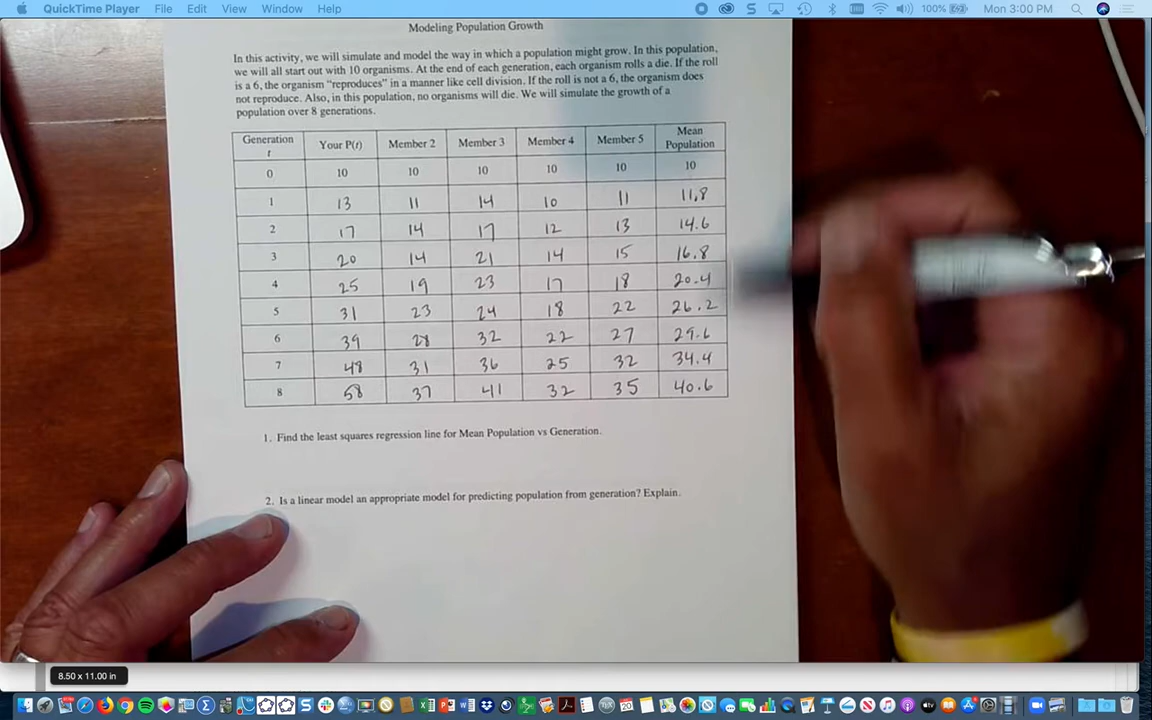 QuickTime Player File Edit View Window Help 100% Mon 3:00 PM
Modeling Population Growth
In this activity, we will simulate and model the way in which a population might grow. In this population,
we will all start out with 10 organisms. At the end of each generation, each organism rolls a die. If the roll
is a 6, the organism “reproduces” in a manner like cell division. If the roll is not a 6, the organism does
not reproduce. Also, in this population, no organisms will die. We will simulate the growth of a
population over 8 generations.
Generation t Your P(t) Member 2 Member 3 Member 4 Member 5 Mean Population
0 10 10 10 10 10 10
1 13 11 14 10 11 11.8
2 17 14 17 12 13 14.6
3 20 14 21 14 15 16.8
4 25 19 23 17 18 20.4
5 31 23 24 18 22 26.2
6 39 28 32 22 27 29.6
7 48 31 36 25 32 34.4
8 58 37 41 32 35 40.6
1. Find the least squares regression line for Mean Population vs Generation.
2. Is a linear model an appropriate model for predicting population from generation? Explain.
8.50 x 11.00 in